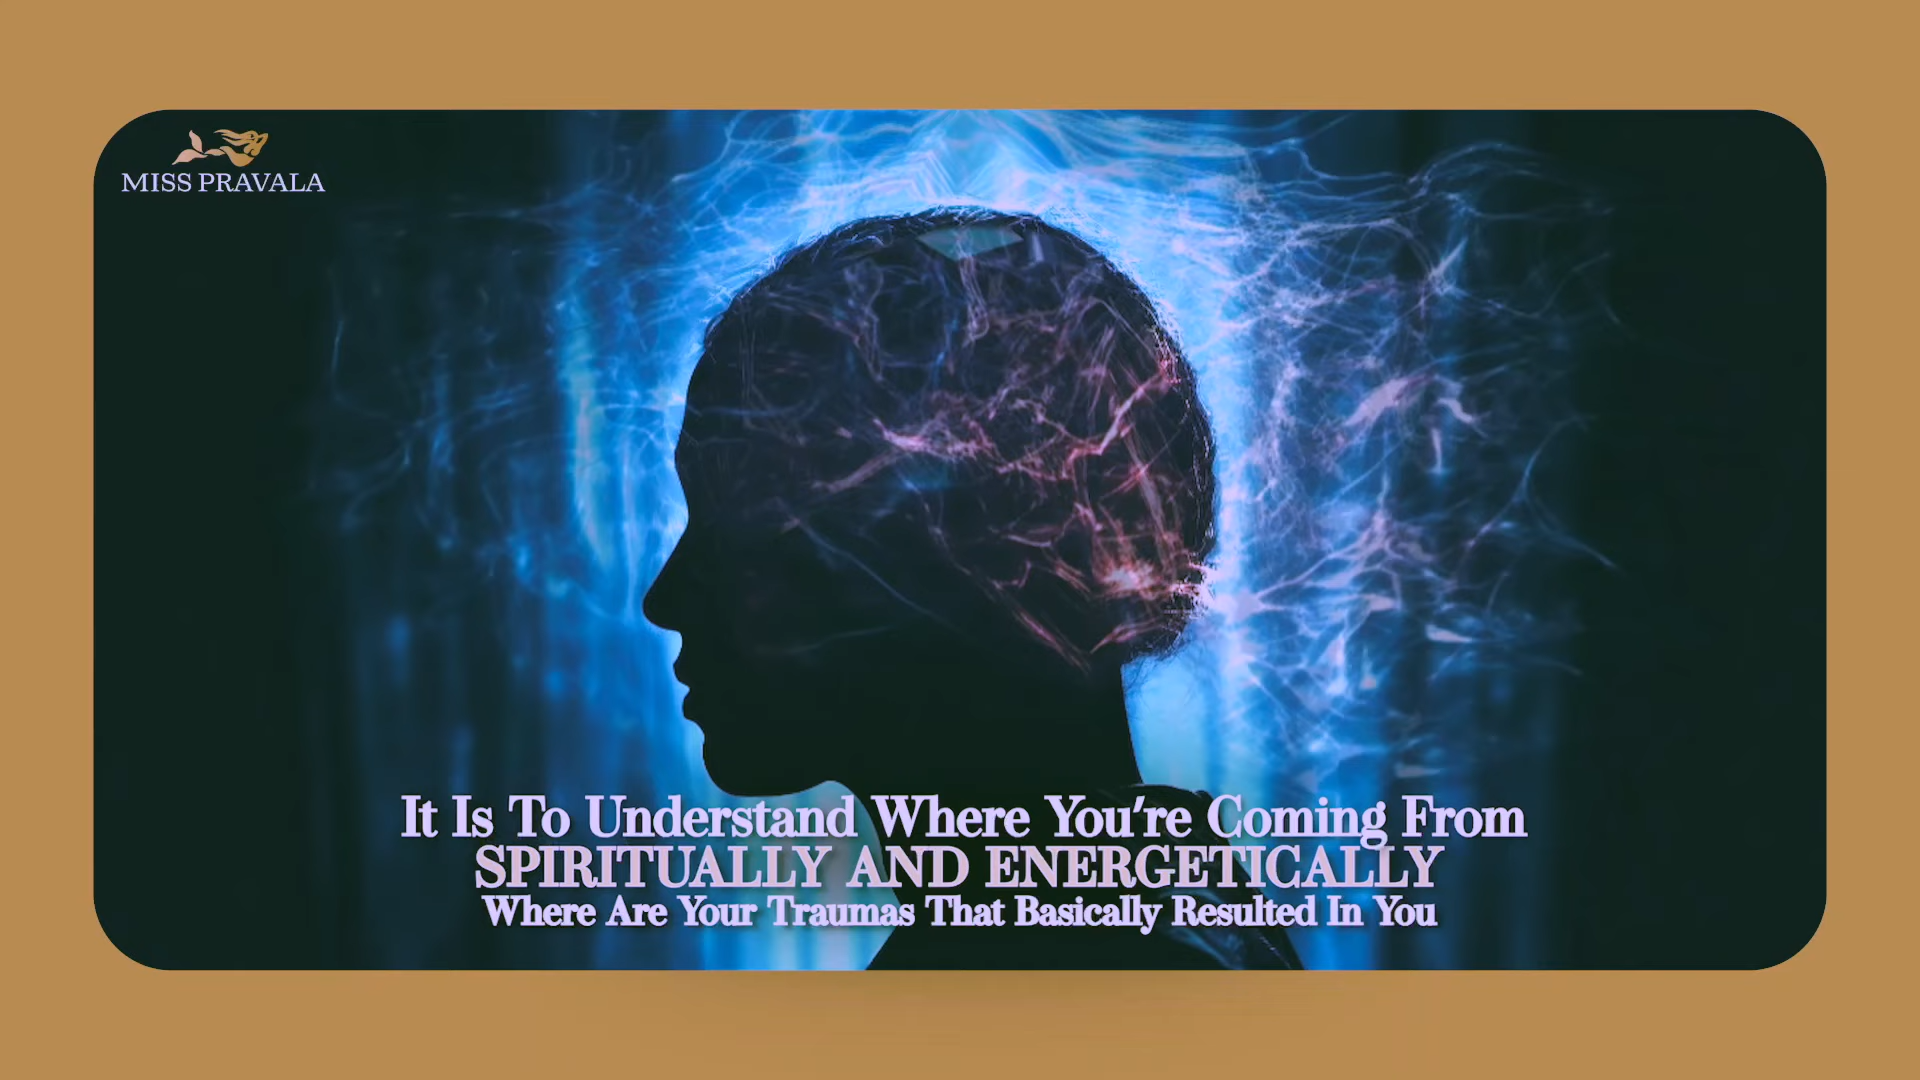 MISS PRAVALA
It Is To Understand Where You're Coming From
SPIRITUALLY AND ENERGETICALLY
Where Are Your Traumas That Basically Resulted In You